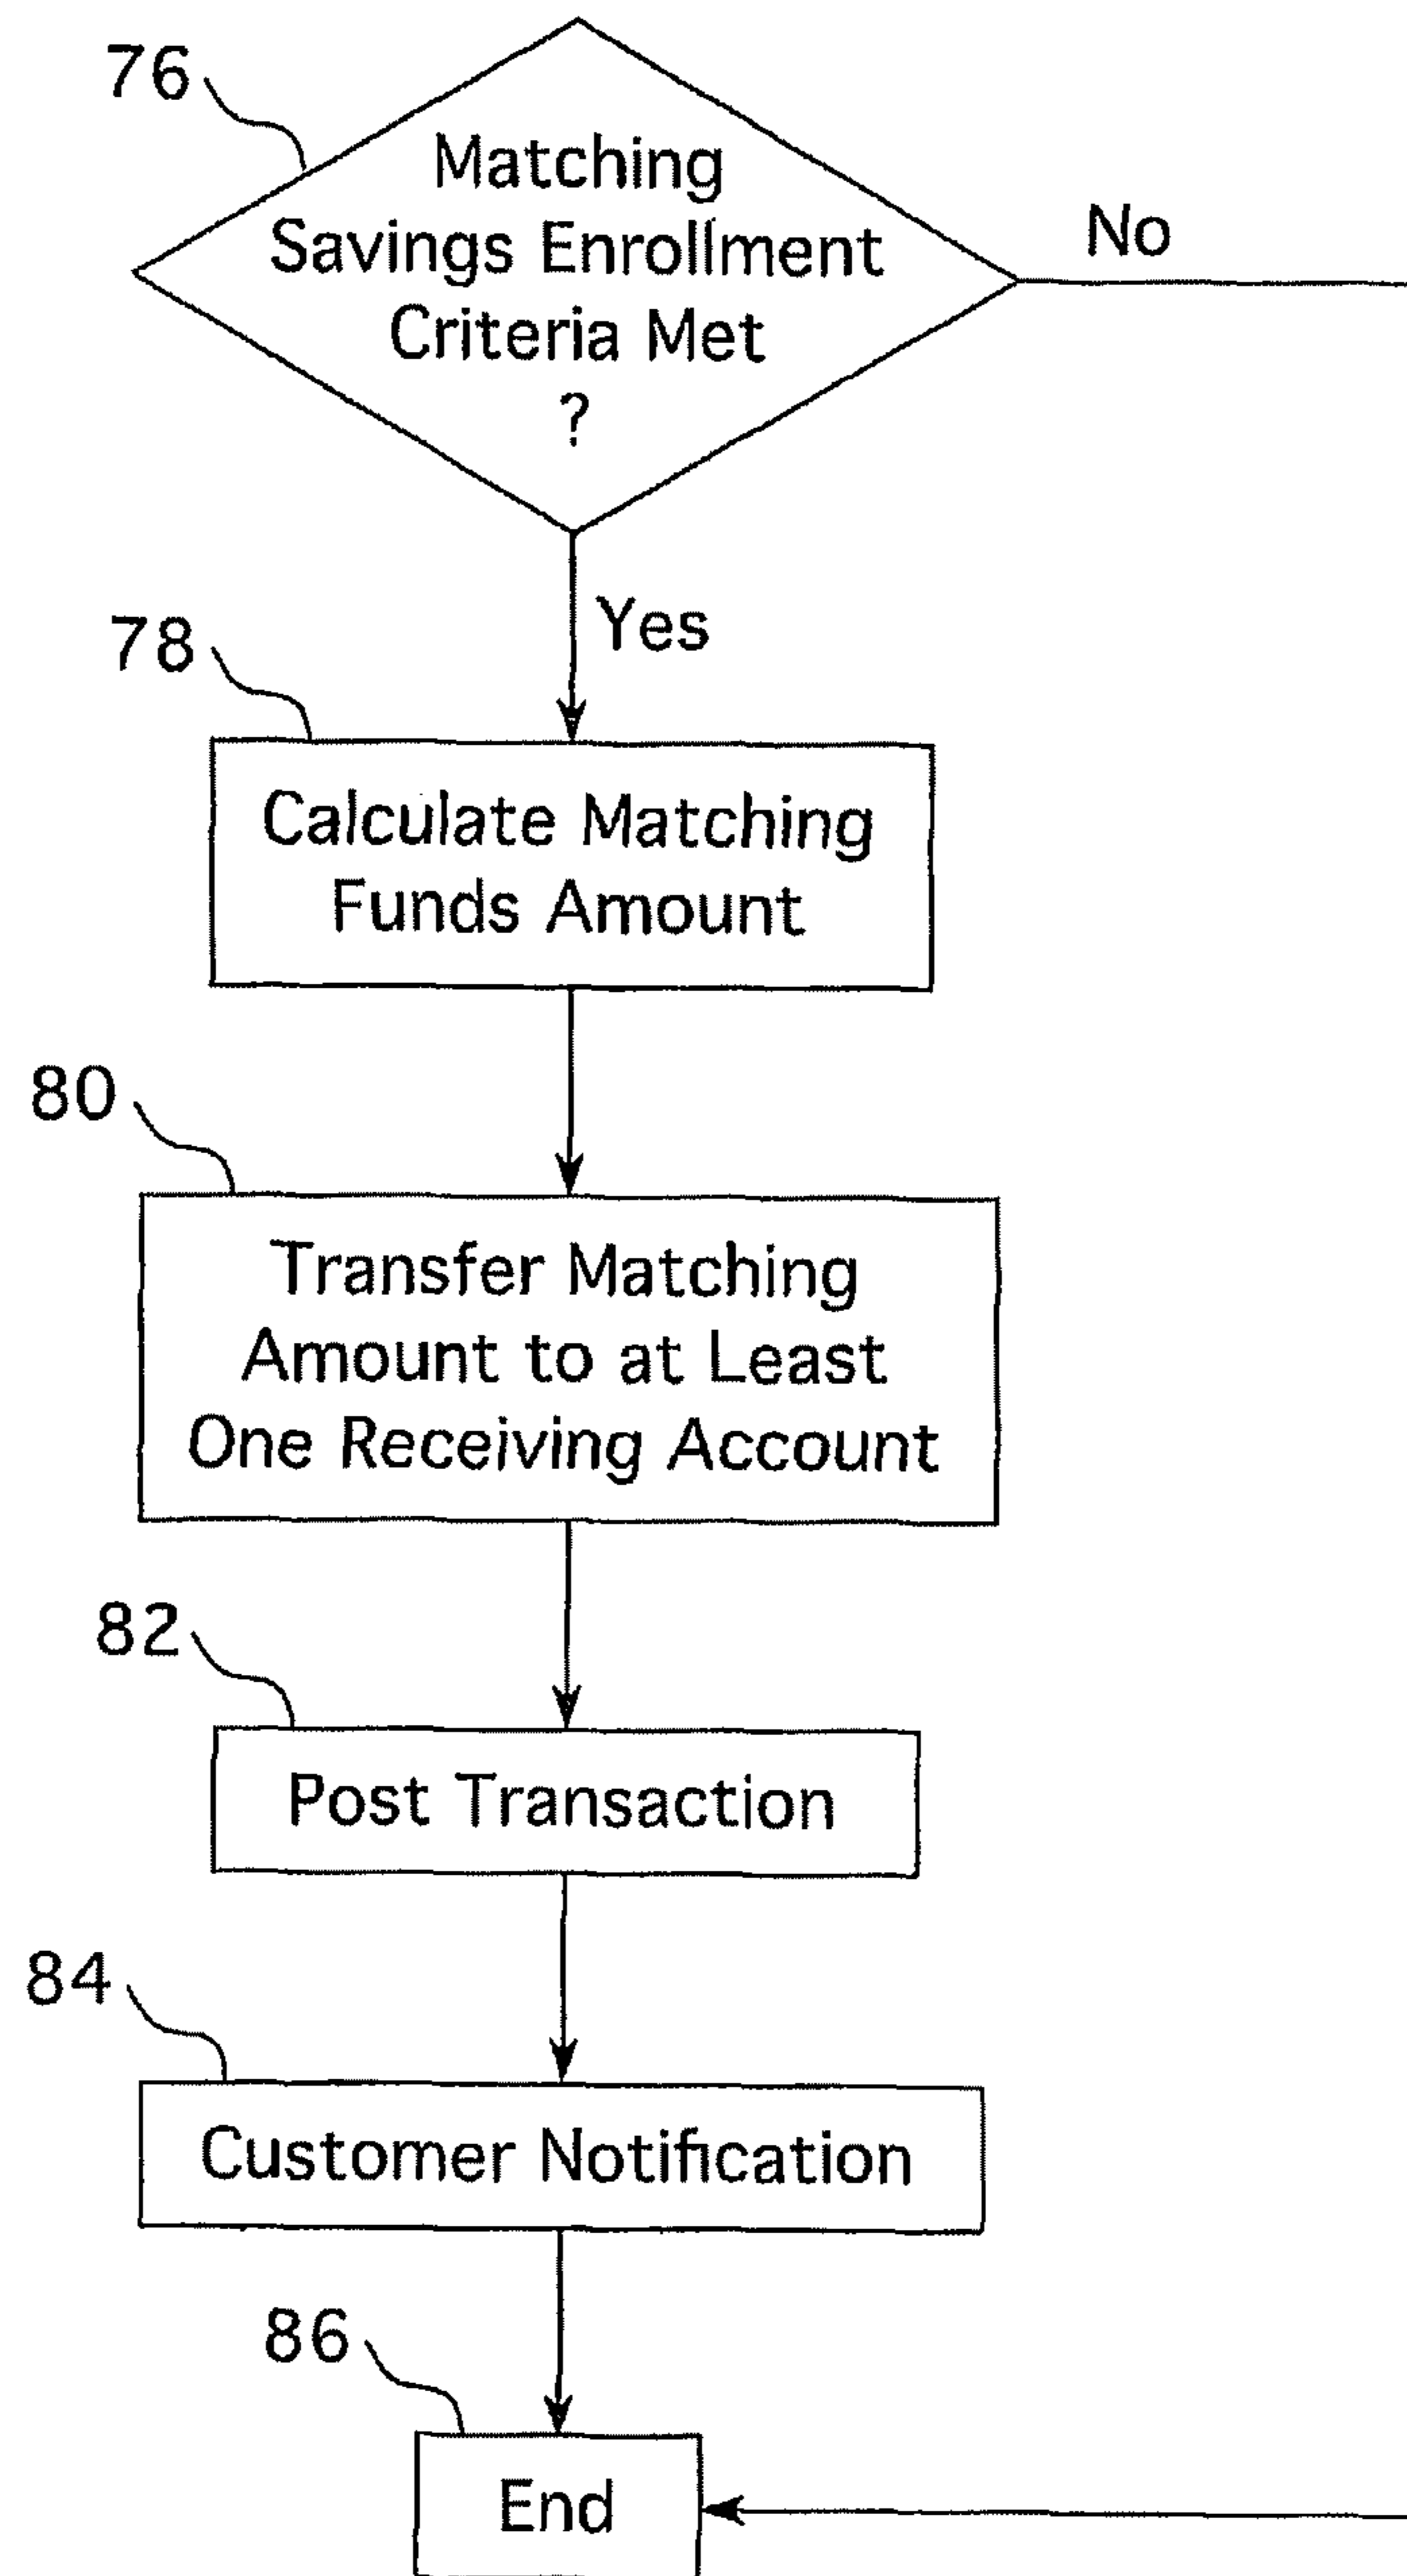 76
Matching
Savings Enrollment
Criteria Met
?
No
Yes
78
Calculate Matching
Funds Amount
80
Transfer Matching
Amount to at Least
One Receiving Account
82
Post Transaction
84
Customer Notification
86
End